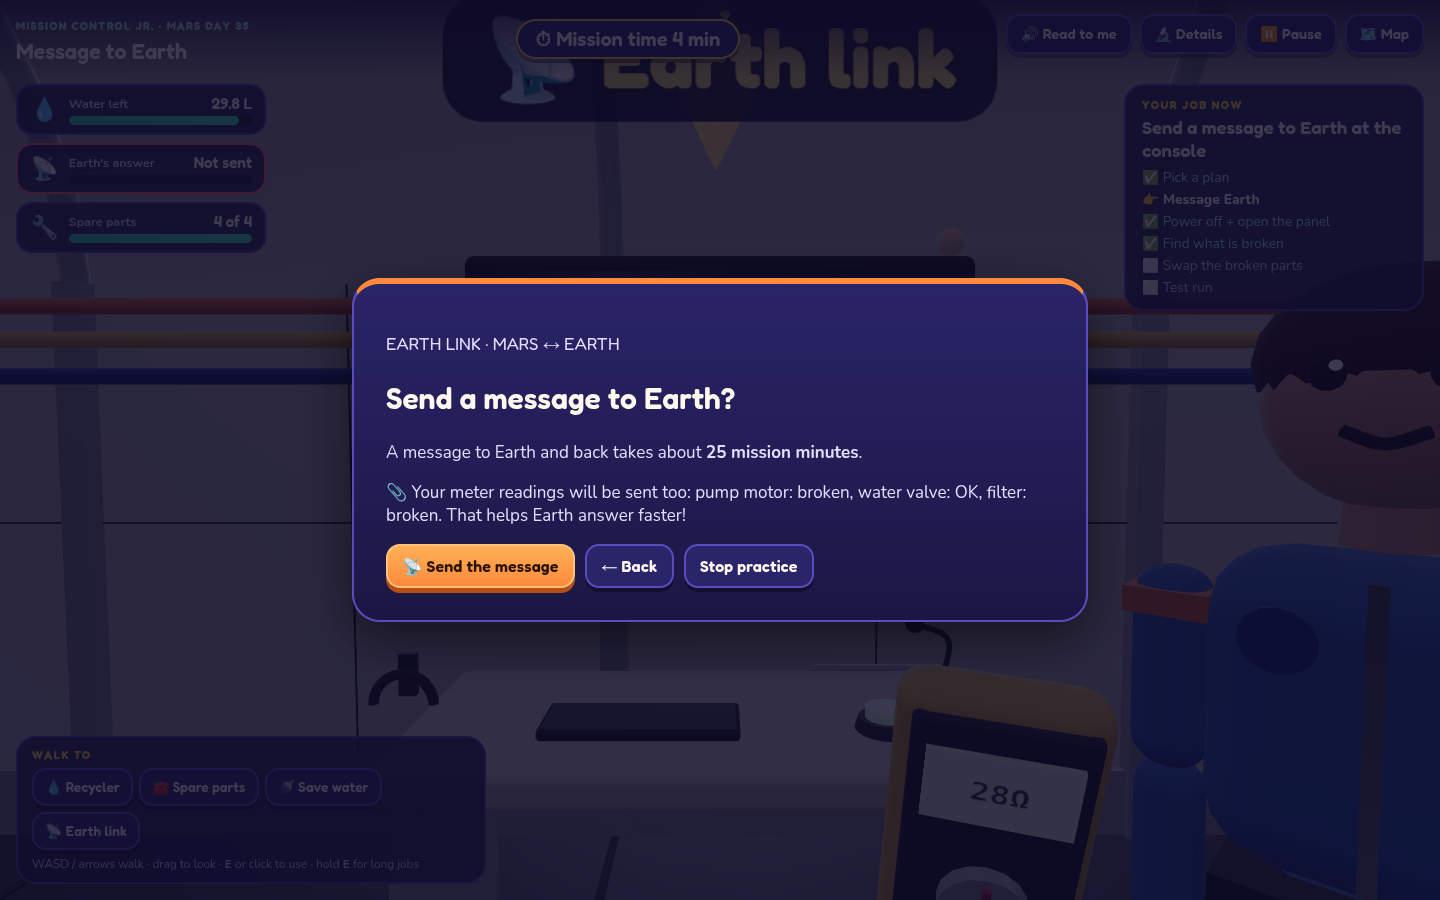 MISSION CONTROL JR. · MARS DAY 35
Message to Earth
💧 Water left 29.8 L
📡 Earth's answer Not sent
🔧 Spare parts 4 of 4
⏱ Mission time 4 min
📡 Earth link
🔊 Read to me
🔬 Details
⏸ Pause
🗺️ Map
YOUR JOB NOW
Send a message to Earth at the
console
✅ Pick a plan
👉 Message Earth
✅ Power off + open the panel
✅ Find what is broken
⬜ Swap the broken parts
⬜ Test run
EARTH LINK · MARS ↔ EARTH
Send a message to Earth?
A message to Earth and back takes about 25 mission minutes.
📎 Your meter readings will be sent too: pump motor: broken, water valve: OK, filter:
broken. That helps Earth answer faster!
📡 Send the message
← Back
Stop practice
28Ω
WALK TO
💧 Recycler
🧰 Spare parts
🚿 Save water
📡 Earth link
WASD / arrows walk · drag to look · E or click to use · hold E for long jobs